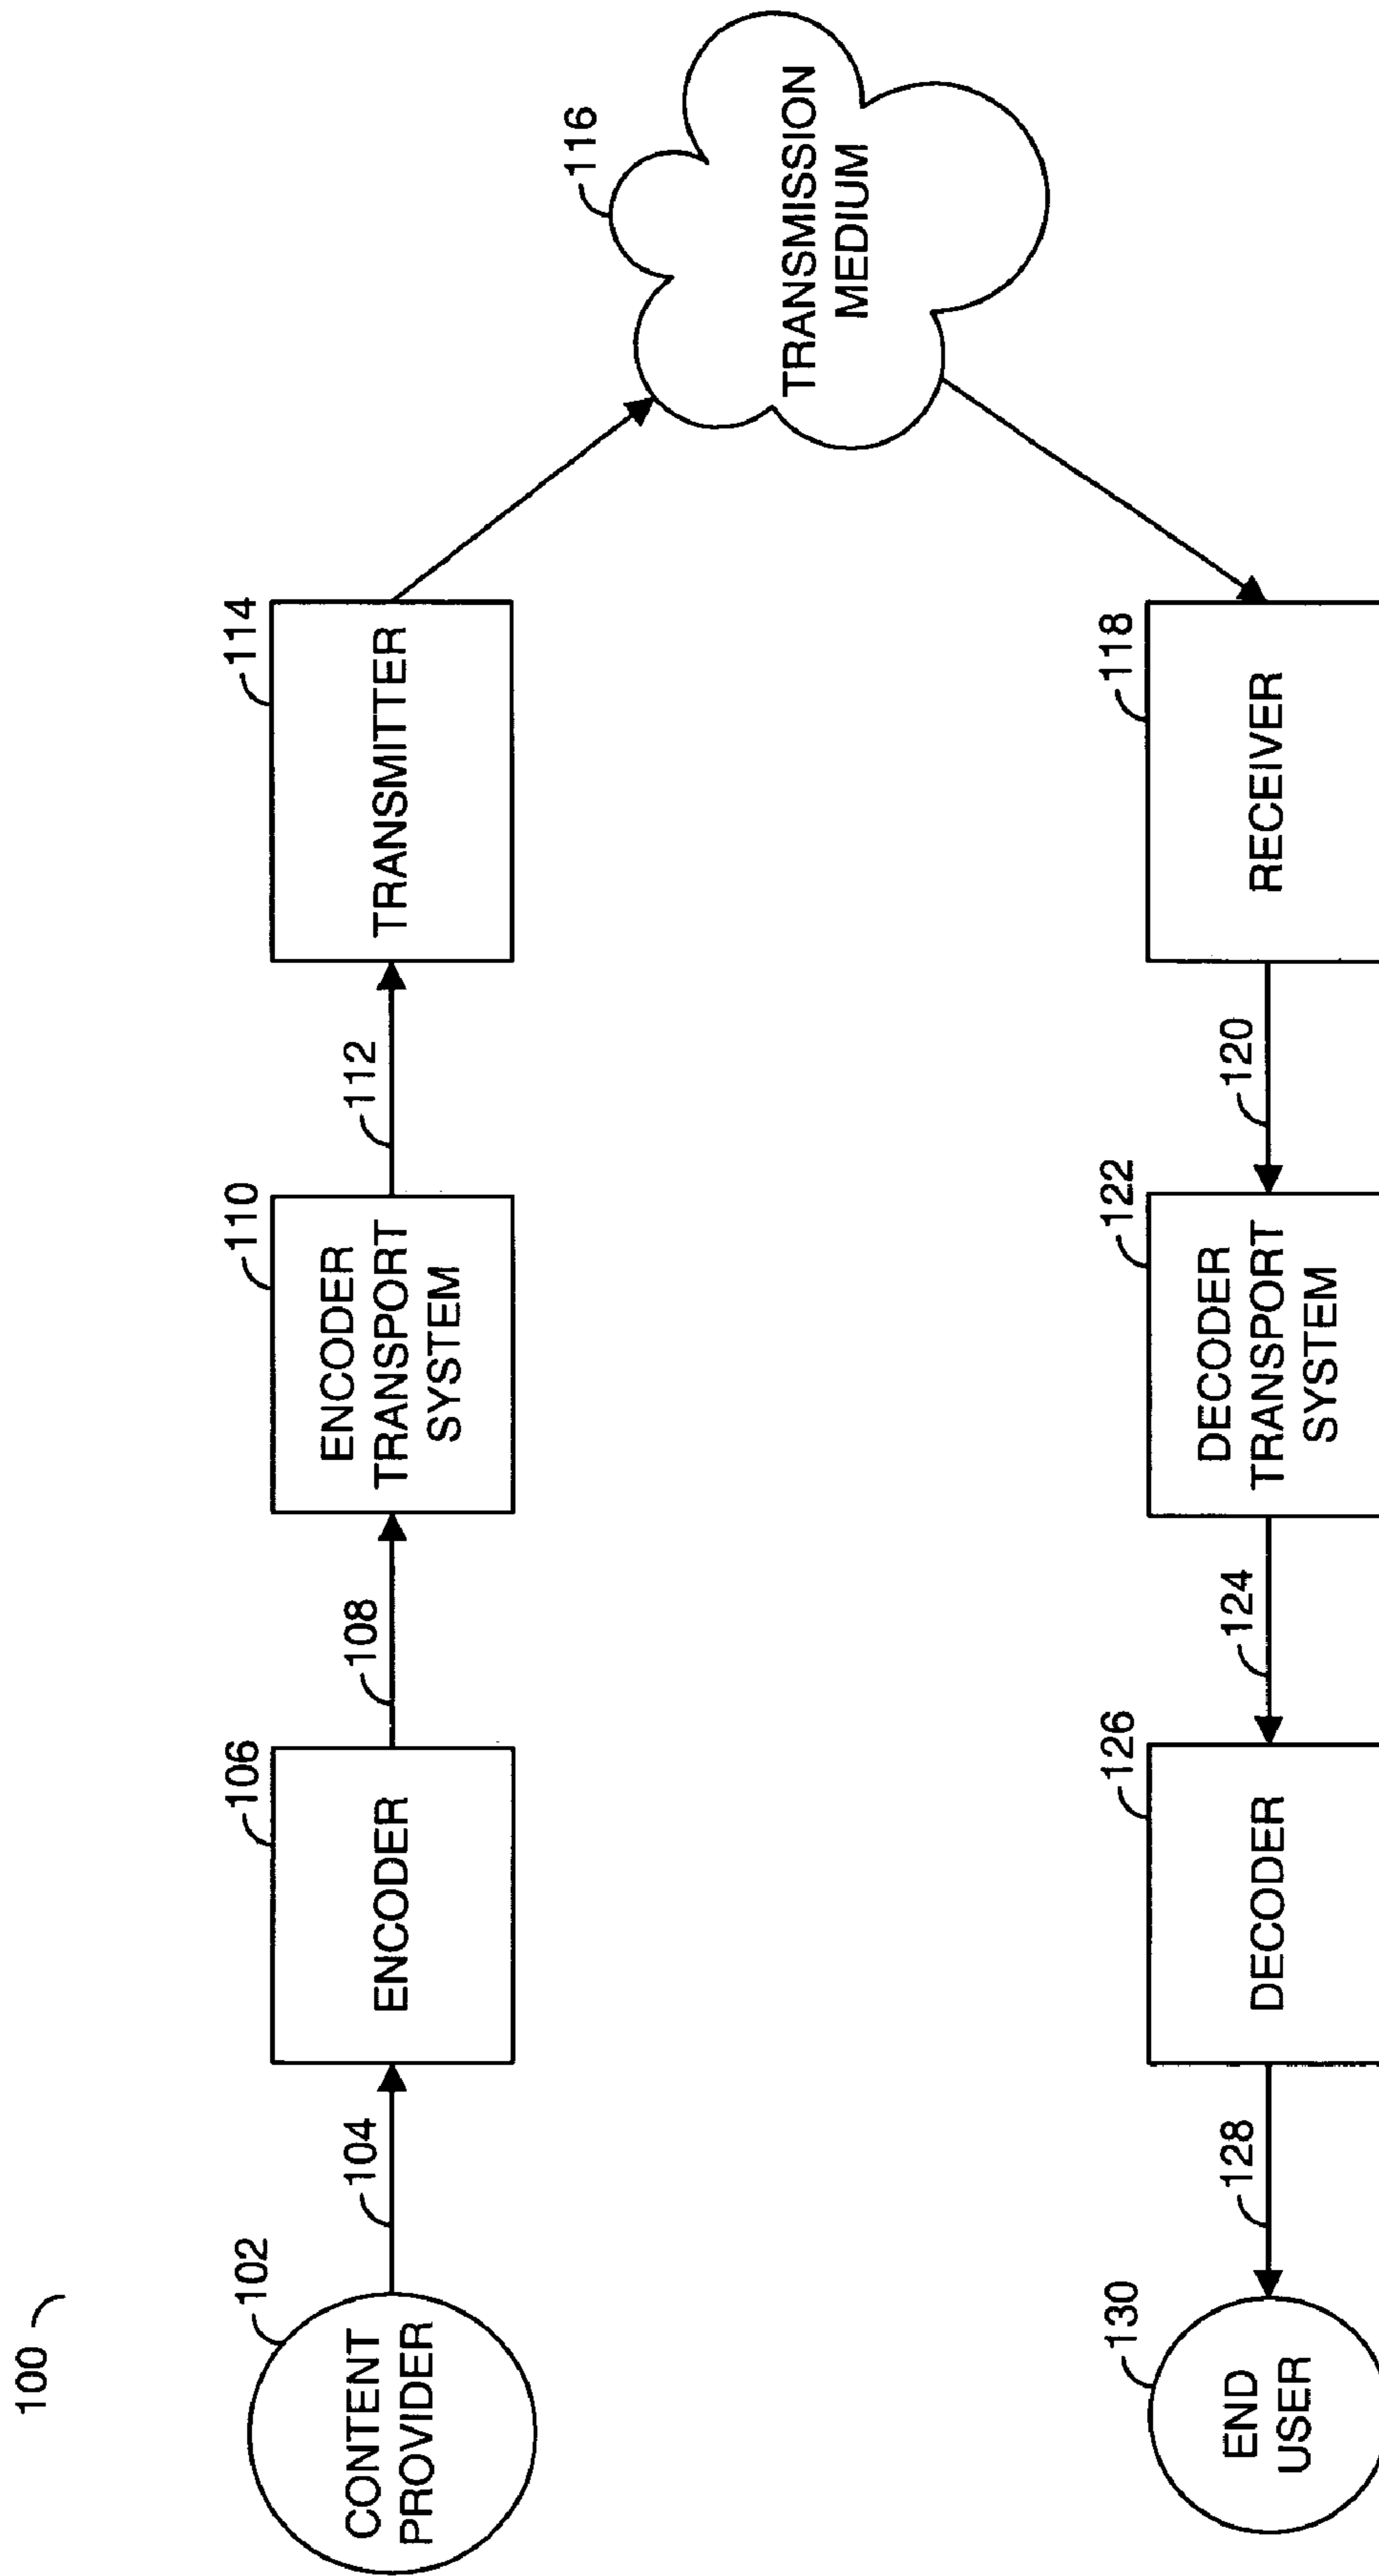 100
102
CONTENT
PROVIDER
104
106
ENCODER
108
110
ENCODER
TRANSPORT
SYSTEM
112
114
TRANSMITTER
116
TRANSMISSION
MEDIUM
118
RECEIVER
120
122
DECODER
TRANSPORT
SYSTEM
124
126
DECODER
128
130
END
USER